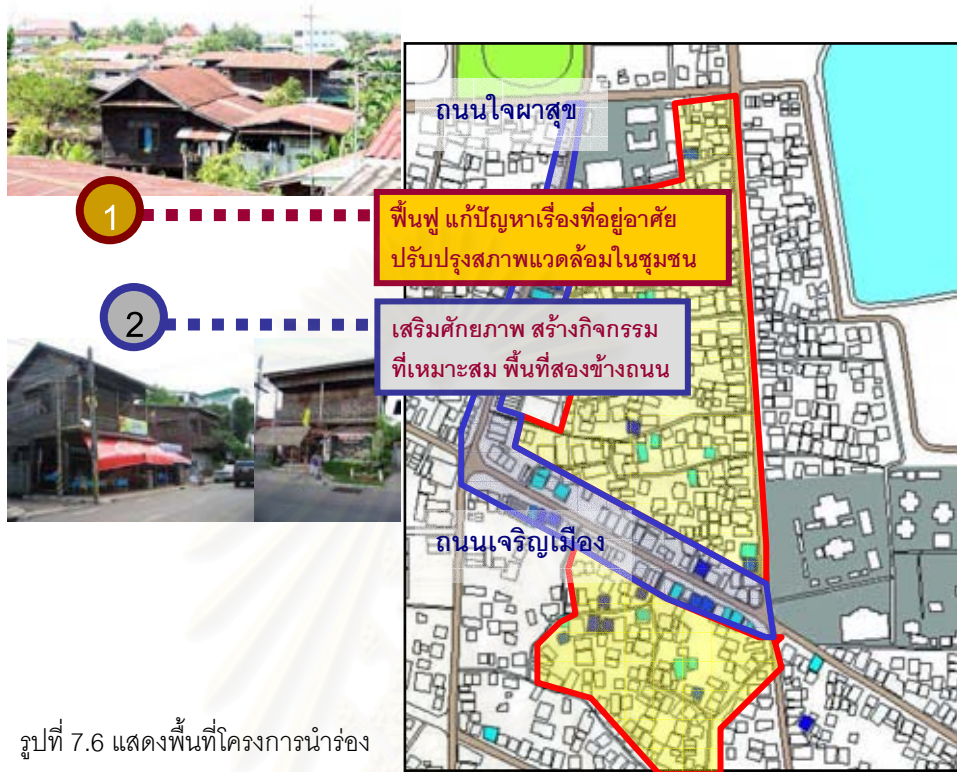 ถนนใจผาสุข
1
ฟื้นฟู แก้ปัญหาเรื่องที่อยู่อาศัย
ปรับปรุงสภาพแวดล้อมในชุมชน
2
เสริมศักยภาพ สร้างกิจกรรม
ที่เหมาะสม พื้นที่สองข้างถนน
ถนนเจริญเมือง
รูปที่ 7.6 แสดงพื้นที่โครงการนำร่อง